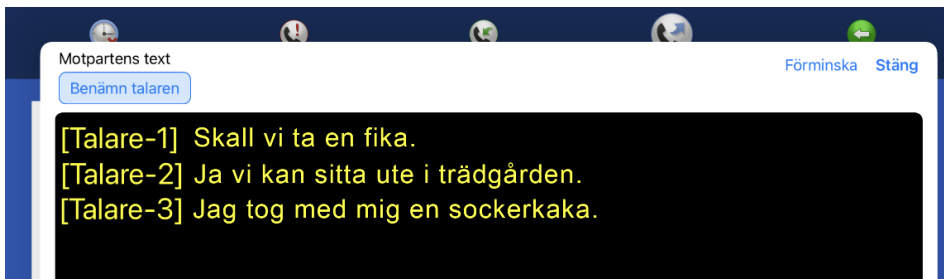 Motpartens text
Förminska Stäng
Benämn talaren
[Talare-1] Skall vi ta en fika.
[Talare-2] Ja vi kan sitta ute i trädgården.
[Talare-3] Jag tog med mig en sockerkaka.